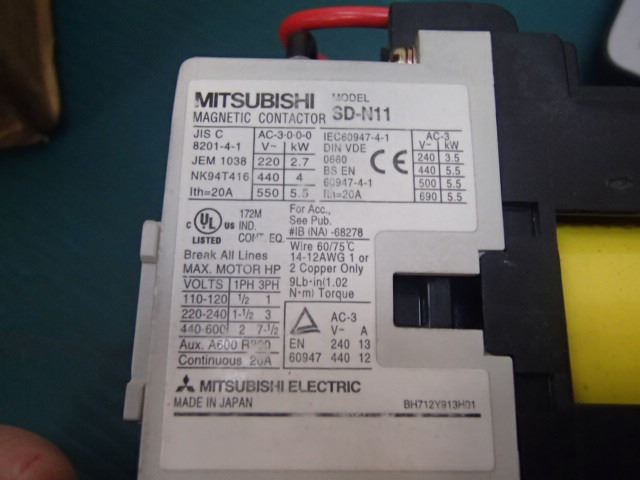 MITSUBISHI MODEL
MAGNETIC CONTACTOR SD-N11
JIS C
8201-4-1
JEM 1038
NK94T416
Ith=20A
AC-3-0-0-0
V~ kW
220 2.7
440 4
550 5.5
IEC60947-4-1
DIN VDE
0660
BS EN
60947-4-1
Ith=20A
CE
AC-3
V~ kW
240 3.5
440 5.5
500 5.5
690 5.5
C UL US
LISTED
172M
IND.
CONT. EQ.
For Acc.,
See Pub.
#IB (NA) -68278
Break All Lines
MAX. MOTOR HP
VOLTS 1PH 3PH
110-120 1/2 1
220-240 1-1/2 3
440-600 2 7-1/2
Aux. A600
Continuous 20A
Wire 60/75°C
14-12AWG 1 or
2 Copper Only
9Lb-in(1.02
N-m) Torque
EN
60947
AC-3
V~ A
240 13
440 12
MITSUBISHI ELECTRIC
MADE IN JAPAN
BH712Y913H01